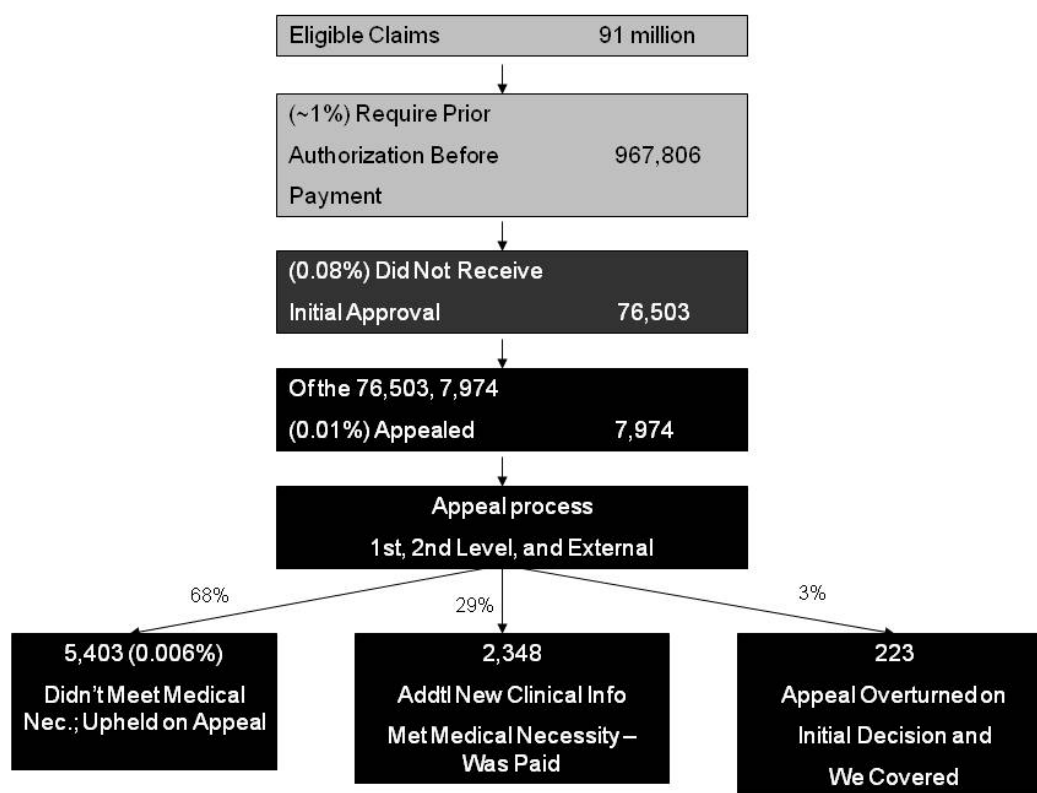 Eligible Claims 91 million
(~1%) Require Prior
Authorization Before 967,806
Payment
(0.08%) Did Not Receive
Initial Approval 76,503
Of the 76,503, 7,974
(0.01%) Appealed 7,974
Appeal process
1st, 2nd Level, and External
68%
29%
3%
5,403 (0.006%)
Didn't Meet Medical
Nec.; Upheld on Appeal
2,348
Addtl New Clinical Info
Met Medical Necessity –
Was Paid
223
Appeal Overturned on
Initial Decision and
We Covered